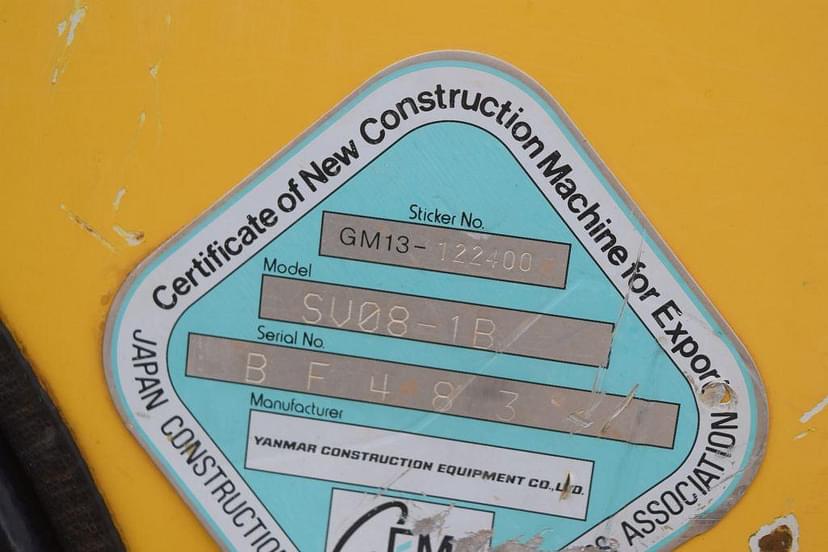 Certificate of New Construction Machine for Export
Sticker No.
GM13-122400
Model
SV08-1B
Serial No.
BF483
Manufacturer
YANMAR CONSTRUCTION EQUIPMENT CO.,LTD.
JAPAN CONSTRUCTION
ASSOCIATION